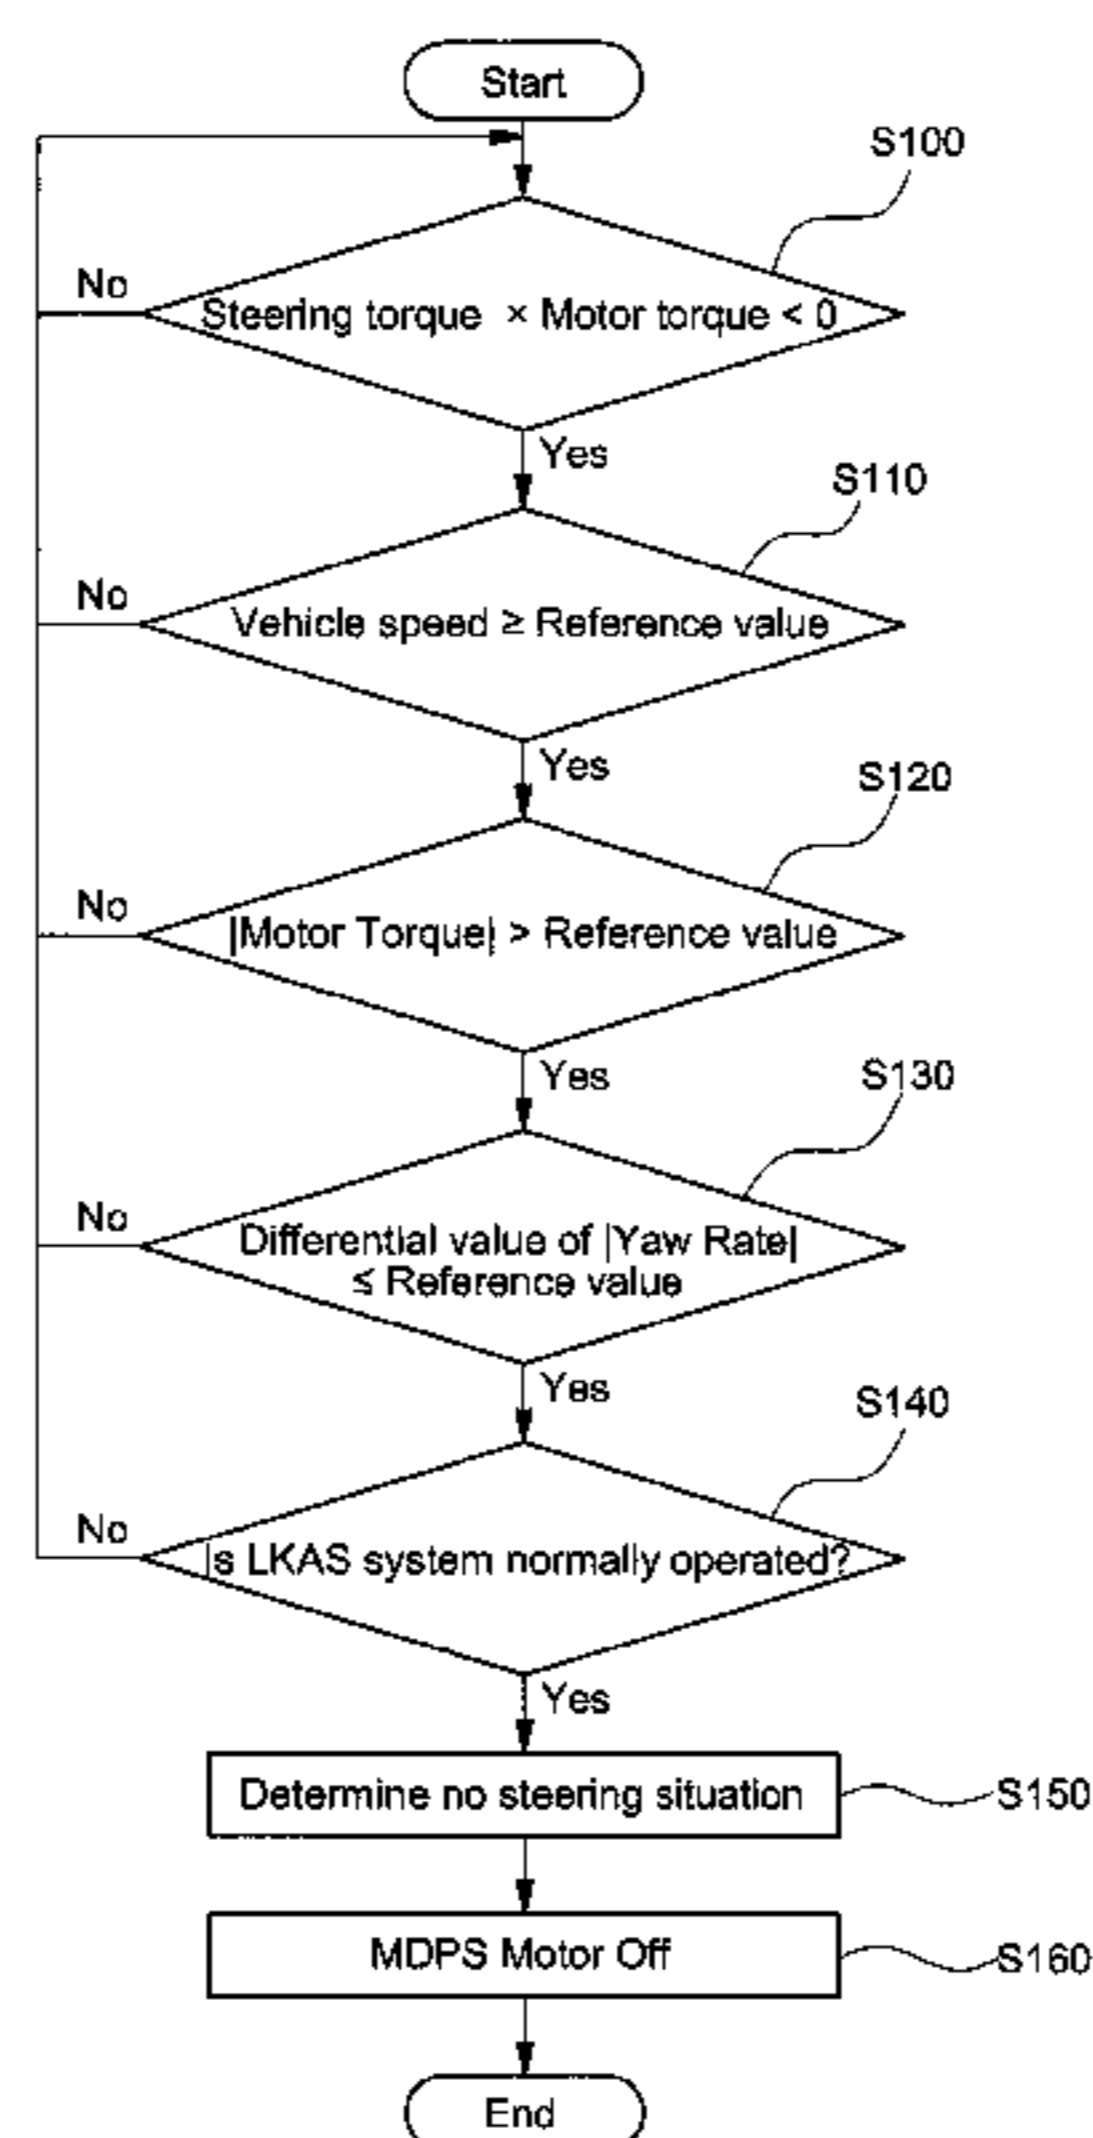 Start
S100
No
Steering torque × Motor torque < 0
Yes
S110
No
Vehicle speed ≥ Reference value
Yes
S120
No
|Motor Torque| > Reference value
Yes
S130
No
Differential value of |Yaw Rate|
≤ Reference value
Yes
S140
No
Is LKAS system normally operated?
Yes
Determine no steering situation
S150
MDPS Motor Off
S160
End